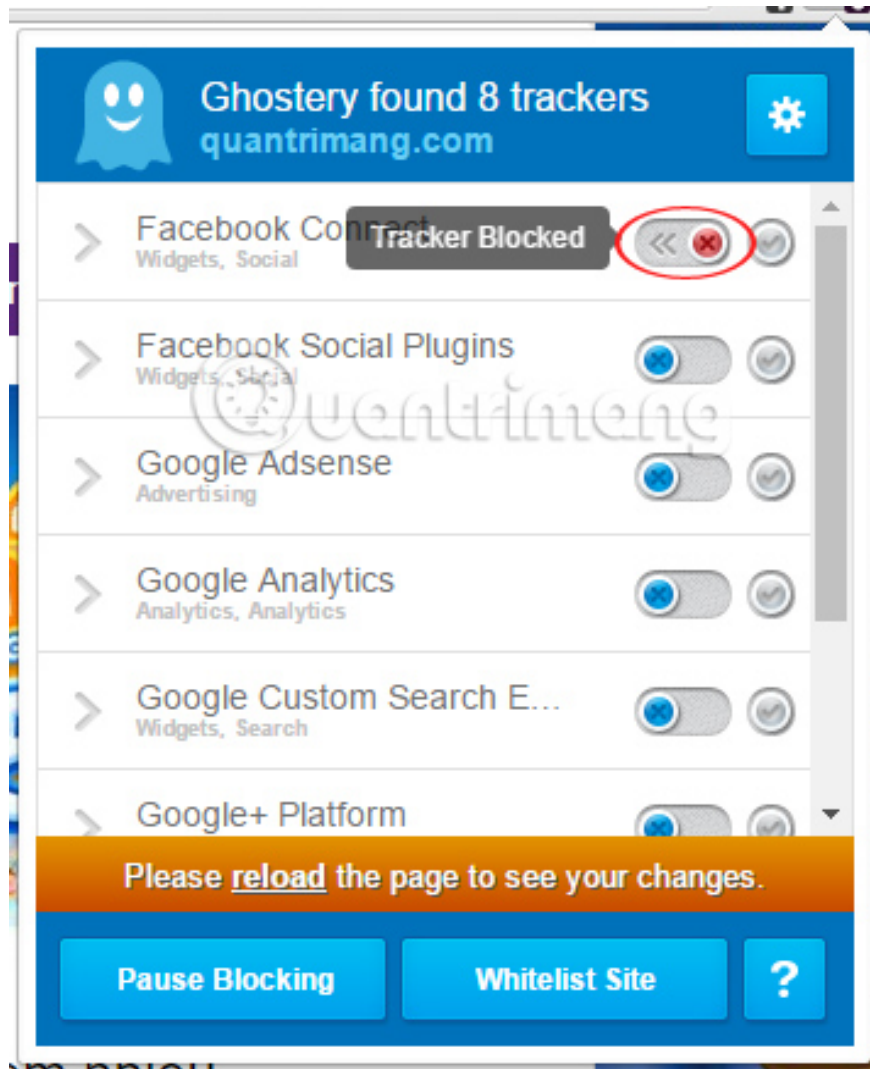 Ghostery found 8 trackers
quantrimang.com
Facebook Connect
Tracker Blocked
Widgets, Social
Facebook Social Plugins
Widgets, Social
Quantrimang
Google Adsense
Advertising
Google Analytics
Analytics, Analytics
Google Custom Search E...
Widgets, Search
Google+ Platform
Please reload the page to see your changes.
Pause Blocking
Whitelist Site
?